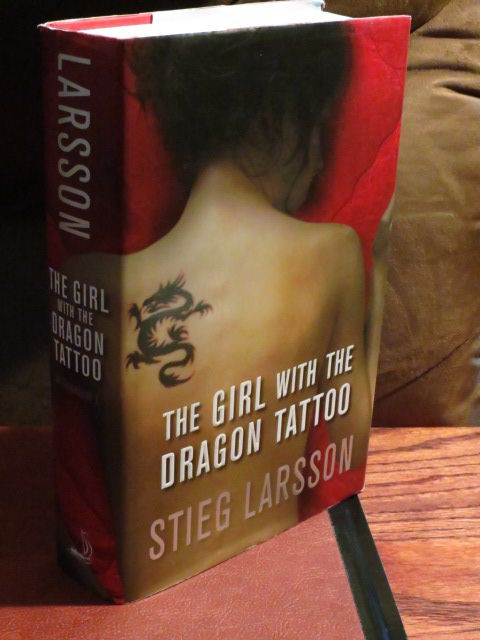 LARSSON
THE GIRL
WITH THE
DRAGON
TATTOO
THE GIRL WITH THE
DRAGON TATTOO
STIEG LARSSON